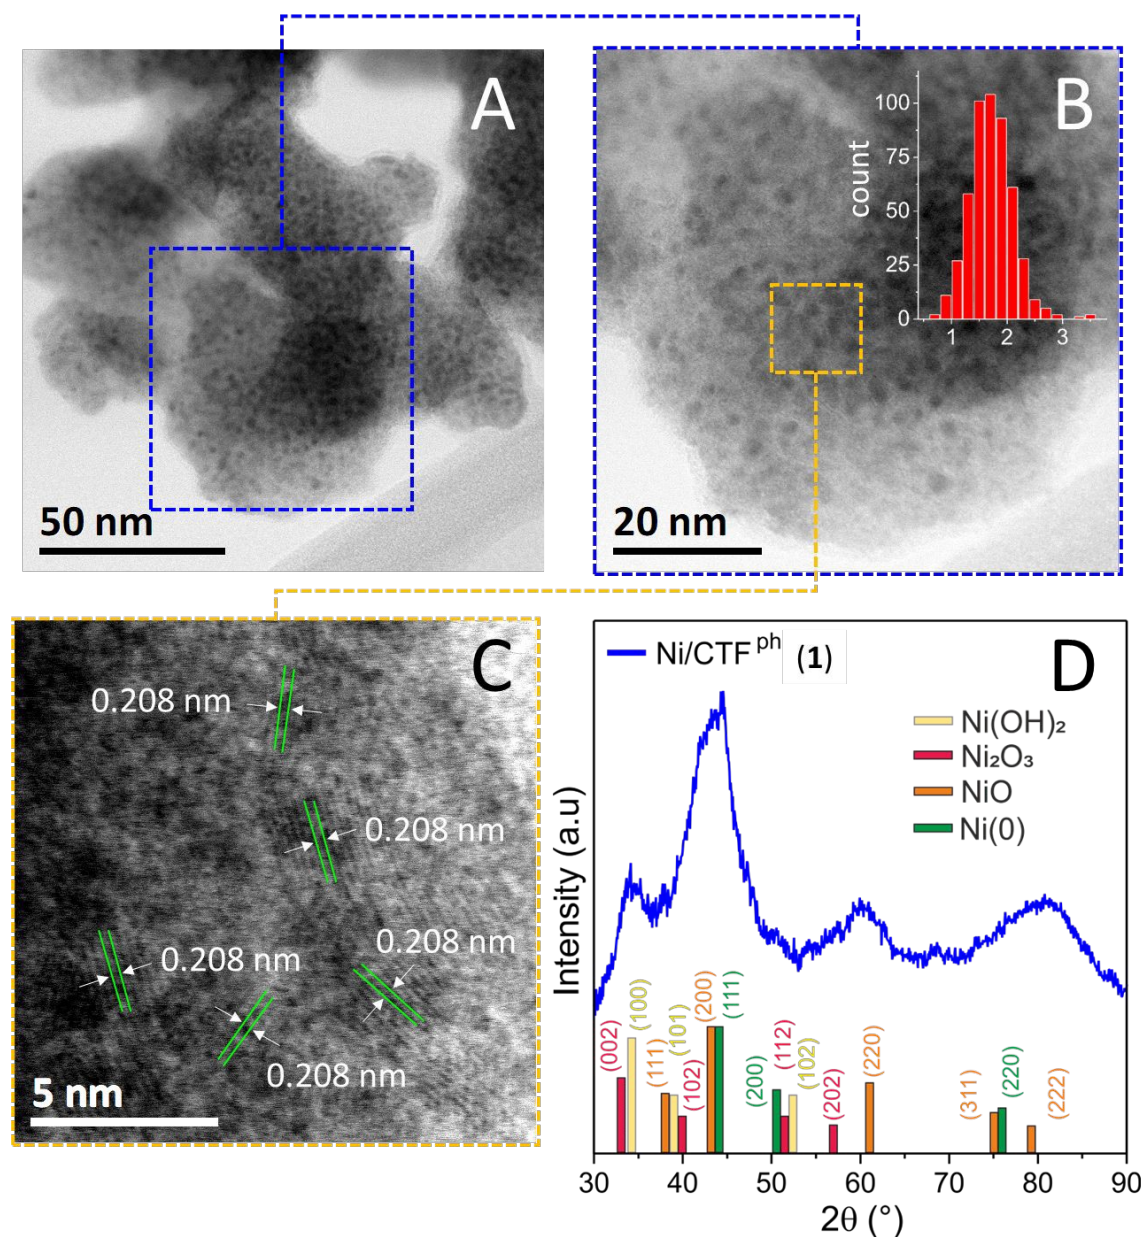 A
50 nm
B
count
100
75
50
25
0
1
2
3
20 nm
C
0.208 nm
0.208 nm
0.208 nm
0.208 nm
0.208 nm
5 nm
D
Ni/CTF^ph (1)
Ni(OH)₂
Ni₂O₃
NiO
Ni(0)
Intensity (a.u)
(002)
(100)
(111)
(101)
(102)
(200)
(111)
(200)
(112)
(102)
(202)
(220)
(311)
(220)
(222)
30
40
50
60
70
80
90
2θ (°)